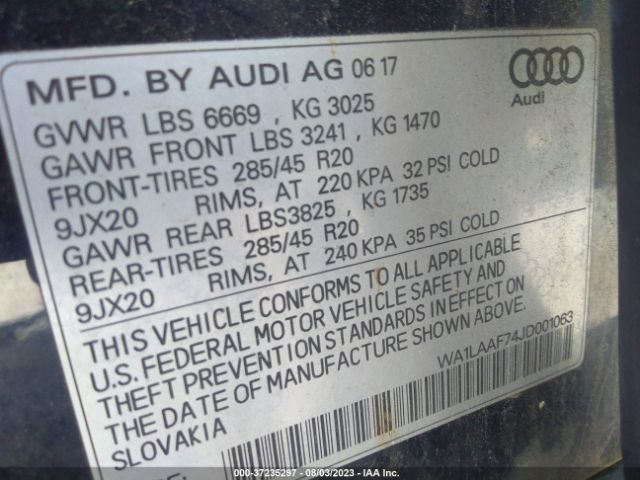 MFD. BY AUDI AG 06 17
Audi
GVWR LBS 6669 , KG 3025
GAWR FRONT LBS 3241 , KG 1470
FRONT-TIRES 285/45 R20
9JX20 RIMS, AT 220 KPA 32 PSI COLD
GAWR REAR LBS3825 , KG 1735
REAR-TIRES 285/45 R20
9JX20 RIMS, AT 240 KPA 35 PSI COLD
THIS VEHICLE CONFORMS TO ALL APPLICABLE
U.S. FEDERAL MOTOR VEHICLE SAFETY AND
THEFT PREVENTION STANDARDS IN EFFECT ON
THE DATE OF MANUFACTURE SHOWN ABOVE.
SLOVAKIA
WA1LAAF74JD001063
000-37235297 - 08/03/2023 - IAA Inc.